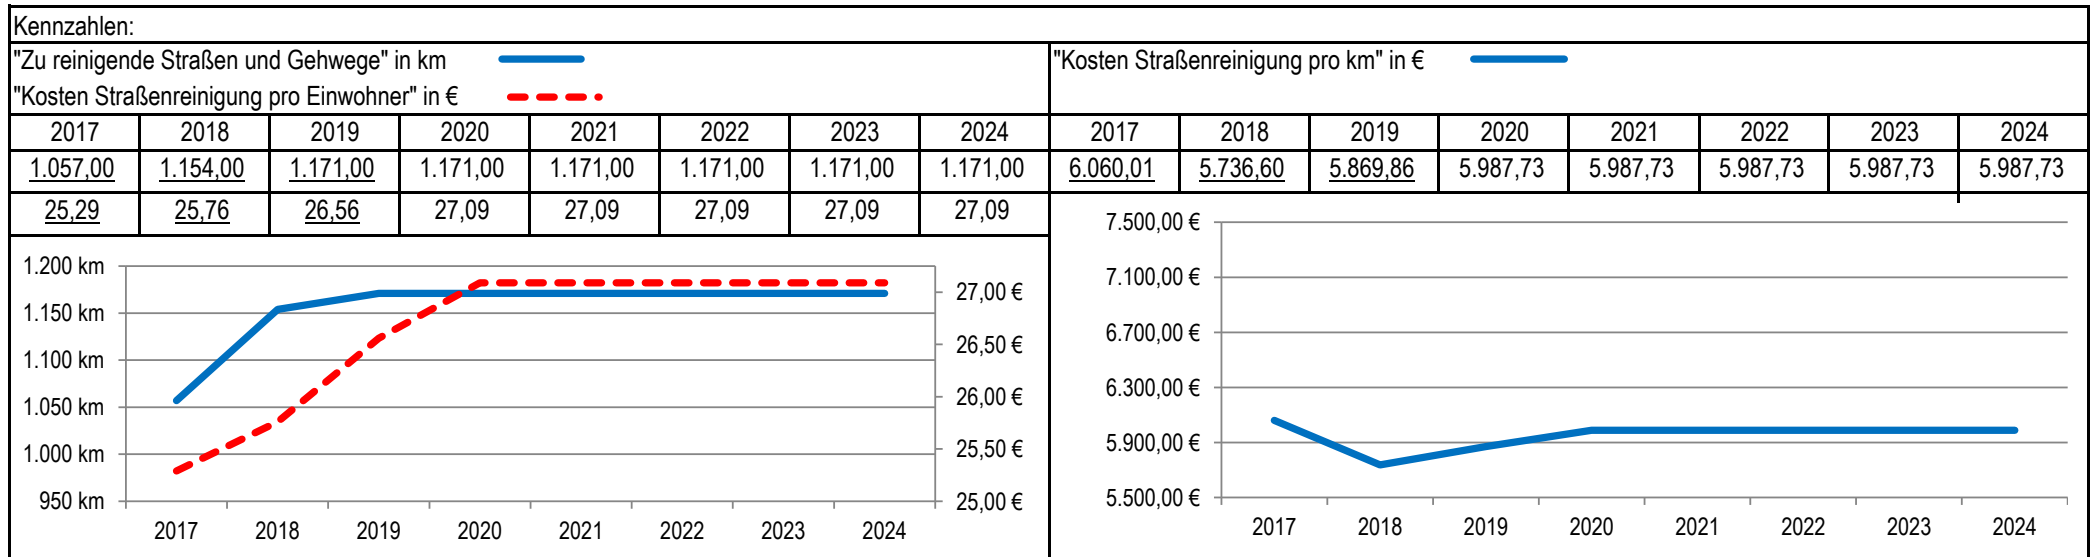 Kennzahlen:
"Zu reinigende Straßen und Gehwege" in km
"Kosten Straßenreinigung pro Einwohner" in €
2017 2018 2019 2020 2021 2022 2023 2024
1.057,00 1.154,00 1.171,00 1.171,00 1.171,00 1.171,00 1.171,00 1.171,00
25,29 25,76 26,56 27,09 27,09 27,09 27,09 27,09
1.200 km
1.150 km
1.100 km
1.050 km
1.000 km
950 km
27,00 €
26,50 €
26,00 €
25,50 €
25,00 €
2017 2018 2019 2020 2021 2022 2023 2024
"Kosten Straßenreinigung pro km" in €
2017 2018 2019 2020 2021 2022 2023 2024
6.060,01 5.736,60 5.869,86 5.987,73 5.987,73 5.987,73 5.987,73 5.987,73
7.500,00 €
7.100,00 €
6.700,00 €
6.300,00 €
5.900,00 €
5.500,00 €
2017 2018 2019 2020 2021 2022 2023 2024